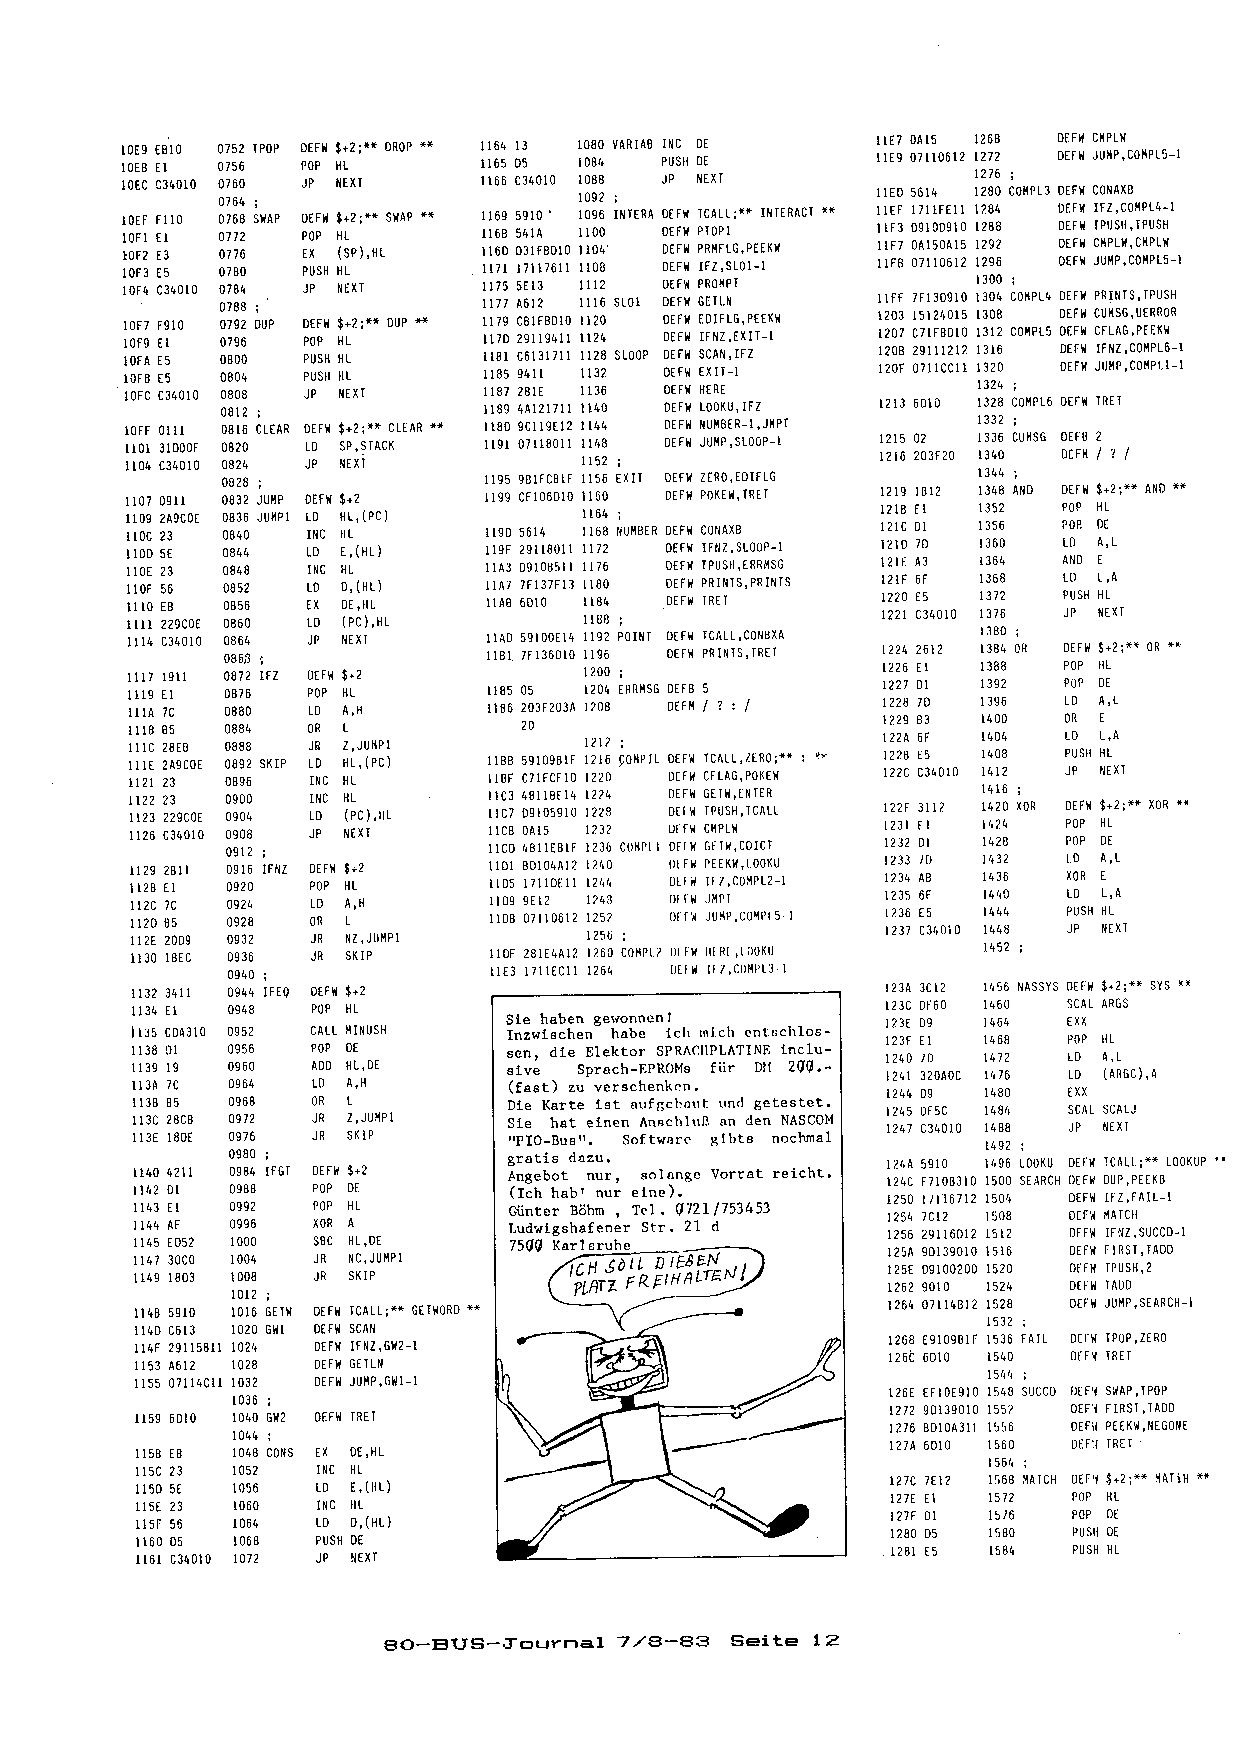 10E9 EB10 0752 TPOP DEFW $+2;** DROP **
10EB E1 0756 POP HL
10EC C34010 0760 JP NEXT
0764 ;
10EF F110 0768 SWAP DEFW $+2;** SWAP **
10F1 E1 0772 POP HL
10F2 E3 0776 EX (SP),HL
10F3 E5 0780 PUSH HL
10F4 C34010 0784 JP NEXT
0788 ;
10F7 F910 0792 DUP DEFW $+2;** DUP **
10F9 E1 0796 POP HL
10FA E5 0800 PUSH HL
10FB E5 0804 PUSH HL
10FC C34010 0808 JP NEXT
0812 ;
10FF 0111 0816 CLEAR DEFW $+2;** CLEAR **
1101 31000F 0820 LD SP,STACK
1104 C34010 0824 JP NEXT
0828 ;
1107 0911 0832 JUMP DEFW $+2
1109 2A9C0E 0836 JUMP1 LD HL,(PC)
110C 23 0840 INC HL
110D 5E 0844 LD E,(HL)
110E 23 0848 INC HL
110F 56 0852 LD D,(HL)
1110 EB 0856 EX DE,HL
1111 229C0E 0860 LD (PC),HL
1114 C34010 0864 JP NEXT
0868 ;
1117 1911 0872 IFZ DEFW $+2
1119 E1 0876 POP HL
111A 7C 0880 LD A,H
111B B5 0884 OR L
111C 28EB 0888 JR Z,JUMP1
111E 2A9C0E 0892 SKIP LD HL,(PC)
1121 23 0896 INC HL
1122 23 0900 INC HL
1123 229C0E 0904 LD (PC),HL
1126 C34010 0908 JP NEXT
0912 ;
1129 2B11 0916 IFNZ DEFW $+2
112B E1 0920 POP HL
112C 7C 0924 LD A,H
112D B5 0928 OR L
112E 20D9 0932 JR NZ,JUMP1
1130 18EC 0936 JR SKIP
0940 ;
1132 3411 0944 IFEQ DEFW $+2
1134 E1 0948 POP HL
1135 CDA310 0952 CALL MINUSH
1138 D1 0956 POP DE
1139 19 0960 ADD HL,DE
113A 7C 0964 LD A,H
113B B5 0968 OR L
113C 28CB 0972 JR Z,JUMP1
113E 18DE 0976 JR SKIP
0980 ;
1140 4211 0984 IFGT DEFW $+2
1142 D1 0988 POP DE
1143 E1 0992 POP HL
1144 AF 0996 XOR A
1145 ED52 1000 SBC HL,DE
1147 30C0 1004 JR NC,JUMP1
1149 18D3 1008 JR SKIP
1012 ;
114B 5910 1016 GETW DEFW TCALL;** GETWORD **
114D C613 1020 GW1 DEFW SCAN
114F 29115811 1024 DEFW IFNZ,GW2-1
1153 A612 1028 DEFW GETLN
1155 07114C11 1032 DEFW JUMP,GW1-1
1036 ;
1159 6D10 1040 GW2 DEFW TRET
1044 ;
115B EB 1048 CONS EX DE,HL
115C 23 1052 INC HL
115D 5E 1056 LD E,(HL)
115E 23 1060 INC HL
115F 56 1064 LD D,(HL)
1160 D5 1068 PUSH DE
1161 C34010 1072 JP NEXT
1164 13 1080 VARIAB INC DE
1165 D5 1084 PUSH DE
1166 C34010 1088 JP NEXT
1092 ;
1169 5910 1096 INTERA DEFW TCALL;** INTERACT **
116B 541A 1100 DEFW PTOP1
116D 031FBD10 1104 DEFW PRMFLG,PEEKW
1171 17117611 1108 DEFW IFZ,SLO1-1
1175 5E13 1112 DEFW PROMPT
1177 A612 1116 SLO1 DEFW GETLN
1179 CB1FBD10 1120 DEFW EDIFLG,PEEKW
117D 29119411 1124 DEFW IFNZ,EXIT-1
1181 C6131711 1128 SLOOP DEFW SCAN,IFZ
1185 9411 1132 DEFW EXIT-1
1187 281E 1136 DEFW HERE
1189 4A121711 1140 DEFW LOOKU,IFZ
118D 9C119E12 1144 DEFW NUMBER-1,JMPT
1191 07118011 1148 DEFW JUMP,SLOOP-1
1152 ;
1195 9B1FCB1F 1156 EXIT DEFW ZERO,EDIFLG
1199 CF106D10 1160 DEFW POKEW,TRET
1164 ;
119D 5614 1168 NUMBER DEFW CONAXB
119F 29118011 1172 DEFW IFNZ,SLOOP-1
11A3 D910B511 1176 DEFW TPUSH,ERRMSG
11A7 7F137F13 1180 DEFW PRINTS,PRINTS
11AB 6D10 1184 DEFW TRET
1188 ;
11AD 59100E14 1192 POINT DEFW TCALL,CONBXA
11B1 7F136D10 1196 DEFW PRINTS,TRET
1200 ;
11B5 05 1204 ERRMSG DEFB 5
11B6 203F203A 1208 DEFM / ? : /
20
1212 ;
11BB 59109B1F 1216 COMPIL DEFW TCALL,ZERO;** : **
11BF C71FCF10 1220 DEFW CFLAG,POKEW
11C3 4B118E14 1224 DEFW GETW,ENTER
11C7 D9105910 1228 DEFW TPUSH,TCALL
11CB 0A15 1232 DEFW CMPLW
11CD 4B11EB1F 1236 COMPL1 DEFW GETW,CDICT
11D1 BD104A12 1240 DEFW PEEKW,LOOKU
11D5 1711DE11 1244 DEFW IFZ,COMPL2-1
11D9 9E12 1248 DEFW JMPT
11DB 07110612 1252 DEFW JUMP,COMPL5-1
1256 ;
11DF 281E4A12 1260 COMPL2 DEFW HERE,LOOKU
11E3 1711EC11 1264 DEFW IFZ,COMPL3-1
Sie haben gewonnen!
Inzwischen habe ich mich entschlos-
sen, die Elektor SPRACHPLATINE inclu-
sive Sprach-EPROMs für DM 200.-
(fast) zu verschenken.
Die Karte ist aufgebaut und getestet.
Sie hat einen Anschluß an den NASCOM
"PIO-Bus". Software gibts nochmal
gratis dazu.
Angebot nur, solange Vorrat reicht.
(Ich hab' nur eine).
Günter Böhm , Tel. 0721/753453
Ludwigshafener Str. 21 d
7500 Karlsruhe
ICH SOLL DIESEN
PLATZ FREIHALTEN!
11E7 0A15 1268 DEFW CMPLW
11E9 07110612 1272 DEFW JUMP,COMPL5-1
1276 ;
11ED 5614 1280 COMPL3 DEFW CONAXB
11EF 1711FE11 1284 DEFW IFZ,COMPL4-1
11F3 D910D910 1288 DEFW TPUSH,TPUSH
11F7 0A150A15 1292 DEFW CMPLW,CMPLW
11FB 07110612 1296 DEFW JUMP,COMPL5-1
1300 ;
11FF 7F13D910 1304 COMPL4 DEFW PRINTS,TPUSH
1203 15124015 1308 DEFW CUMSG,UERROR
1207 C71FBD10 1312 COMPL5 DEFW CFLAG,PEEKW
120B 29111212 1316 DEFW IFNZ,COMPL6-1
120F 0711CC11 1320 DEFW JUMP,COMPL1-1
1324 ;
1213 6D10 1328 COMPL6 DEFW TRET
1332 ;
1215 02 1336 CUMSG DEFB 2
1216 203F20 1340 DEFM / ? /
1344 ;
1219 1B12 1348 AND DEFW $+2;** AND **
121B E1 1352 POP HL
121C D1 1356 POP DE
121D 7D 1360 LD A,L
121E A3 1364 AND E
121F 6F 1368 LD L,A
1220 E5 1372 PUSH HL
1221 C34010 1376 JP NEXT
1380 ;
1224 2612 1384 OR DEFW $+2;** OR **
1226 E1 1388 POP HL
1227 D1 1392 POP DE
1228 7D 1396 LD A,L
1229 B3 1400 OR E
122A 6F 1404 LD L,A
122B E5 1408 PUSH HL
122C C34010 1412 JP NEXT
1416 ;
122F 3112 1420 XOR DEFW $+2;** XOR **
1231 E1 1424 POP HL
1232 D1 1428 POP DE
1233 7D 1432 LD A,L
1234 AB 1436 XOR E
1235 6F 1440 LD L,A
1236 E5 1444 PUSH HL
1237 C34010 1448 JP NEXT
1452 ;
123A 3C12 1456 NASSYS DEFW $+2;** SYS **
123C DF60 1460 SCAL ARGS
123E D9 1464 EXX
123F E1 1468 POP HL
1240 7D 1472 LD A,L
1241 320A0C 1476 LD (ARGC),A
1244 D9 1480 EXX
1245 DF5C 1484 SCAL SCALJ
1247 C34010 1488 JP NEXT
1492 ;
124A 5910 1496 LOOKU DEFW TCALL;** LOOKUP **
124C F710B310 1500 SEARCH DEFW DUP,PEEKB
1250 17116712 1504 DEFW IFZ,FAIL-1
1254 7C12 1508 DEFW MATCH
1256 29116D12 1512 DEFW IFNZ,SUCCD-1
125A 9D139010 1516 DEFW FIRST,TADD
125E D9100200 1520 DEFW TPUSH,2
1262 9010 1524 DEFW TADD
1264 07114B12 1528 DEFW JUMP,SEARCH-1
1532 ;
1268 E9109B1F 1536 FAIL DEFW TPOP,ZERO
126C 6D10 1540 DEFW TRET
1544 ;
126E EF10E910 1548 SUCCD DEFW SWAP,TPOP
1272 9D139010 1552 DEFW FIRST,TADD
1276 BD10A311 1556 DEFW PEEKW,NEGONE
127A 6D10 1560 DEFW TRET
1564 ;
127C 7E12 1568 MATCH DEFW $+2;** MATCH **
127E E1 1572 POP HL
127F D1 1576 POP DE
1280 D5 1580 PUSH DE
1281 E5 1584 PUSH HL
80-BUS-Journal 7/8-83 Seite 12